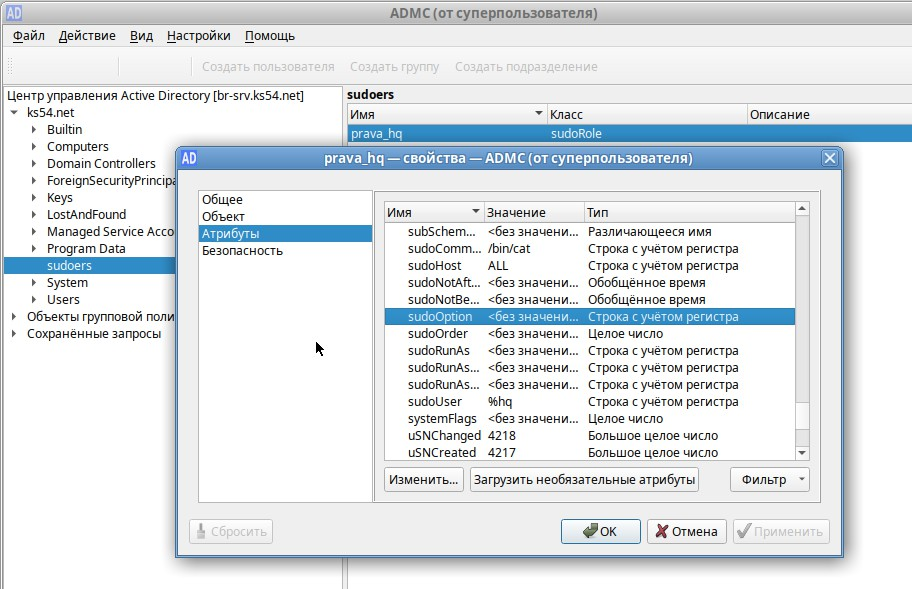 AD ADMC (от суперпользователя)
Файл Действие Вид Настройки Помощь
Создать пользователя Создать группу Создать подразделение
Центр управления Active Directory [br-srv.ks54.net]
ks54.net
Builtin
Computers
Domain Controllers
ForeignSecurityPrincipa
Keys
LostAndFound
Managed Service Acco
Program Data
sudoers
System
Users
Объекты групповой поли
Сохранённые запросы
sudoers
Имя Класс Описание
prava_hq sudoRole
AD prava_hq — свойства — ADMC (от суперпользователя)
Общее
Объект
Атрибуты
Безопасность
Имя Значение Тип
subSchem... <без значени... Различающееся имя
sudoComm... /bin/cat Строка с учётом регистра
sudoHost ALL Строка с учётом регистра
sudoNotAft... <без значени... Обобщённое время
sudoNotBe... <без значени... Обобщённое время
sudoOption <без значени... Строка с учётом регистра
sudoOrder <без значени... Целое число
sudoRunAs <без значени... Строка с учётом регистра
sudoRunAs... <без значени... Строка с учётом регистра
sudoRunAs... <без значени... Строка с учётом регистра
sudoUser %hq Строка с учётом регистра
systemFlags <без значени... Целое число
uSNChanged 4218 Большое целое число
uSNCreated 4217 Большое целое число
Изменить... Загрузить необязательные атрибуты Фильтр
Сбросить OK Отмена Применить